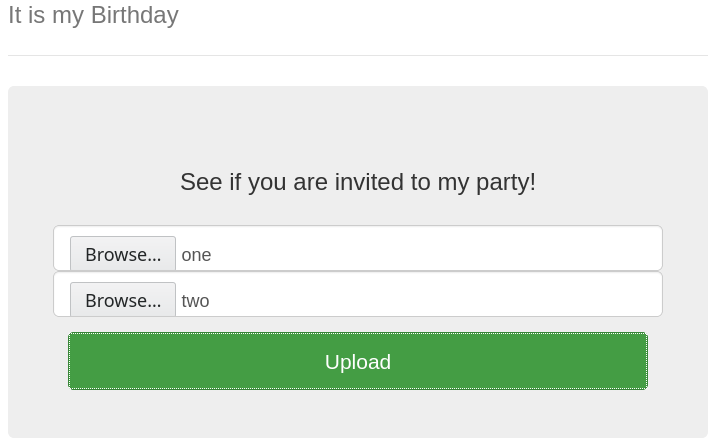 It is my Birthday
See if you are invited to my party!
Browse... one
Browse... two
Upload